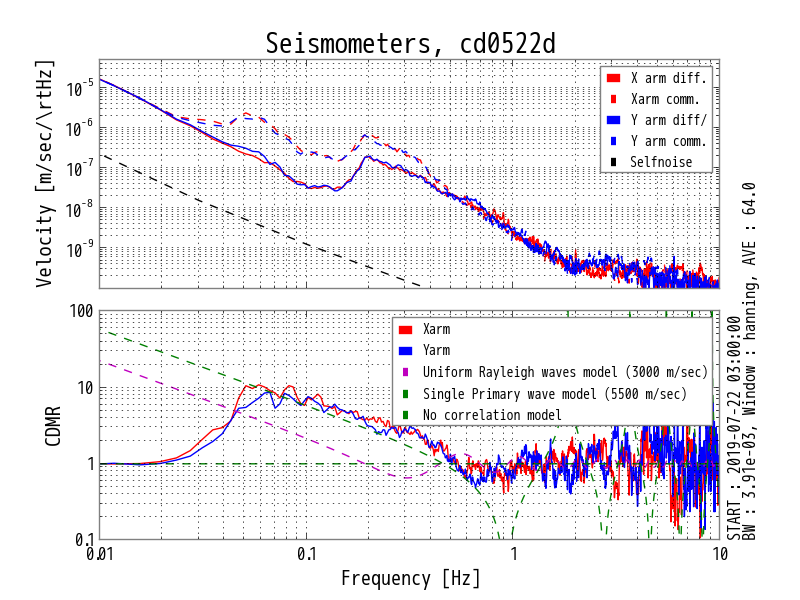 Seismometers, cd0522d
Velocity [m/sec/\rtHz]
10^-5
10^-6
10^-7
10^-8
10^-9
X arm diff.
Xarm comm.
Y arm diff/
Y arm comm.
Selfnoise
CDMR
100
10
1
0.1
Xarm
Yarm
Uniform Rayleigh waves model (3000 m/sec)
Single Primary wave model (5500 m/sec)
No correlation model
0.01
0.1
1
10
Frequency [Hz]
START : 2019-07-22 03:00:00
BW : 3.91e-03, Window : hanning, AVE : 64.0